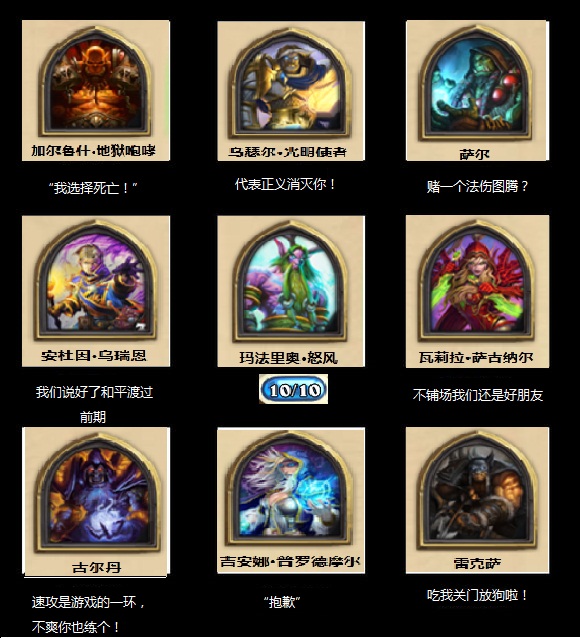 加尔鲁什·地狱咆哮
乌瑟尔·光明使者
萨尔
“我选择死亡！”
代表正义消灭你！
赌一个法伤图腾？
安杜因·乌瑞恩
玛法里奥·怒风
瓦莉拉·萨古纳尔
我们说好了和平渡过
前期
10/10
不铺场我们还是好朋友
古尔丹
吉安娜·普罗德摩尔
雷克萨
速攻是游戏的一环，
不爽你也练个！
“抱歉”
吃我关门放狗啦！